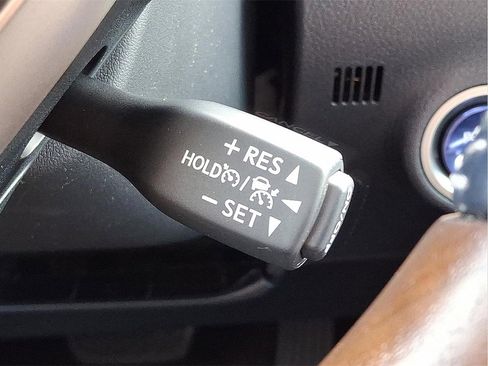 + RES
HOLD /
− SET